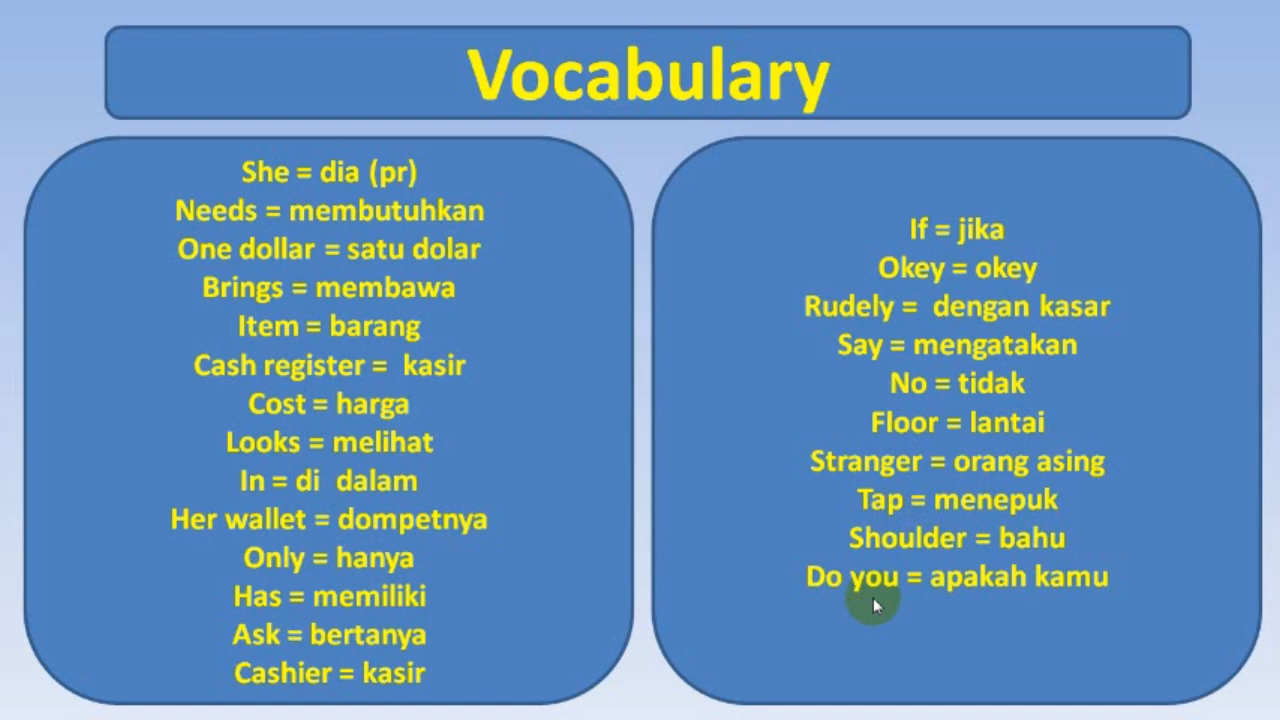 Vocabulary
She = dia (pr)
Needs = membutuhkan
One dollar = satu dolar
Brings = membawa
Item = barang
Cash register = kasir
Cost = harga
Looks = melihat
In = di dalam
Her wallet = dompetnya
Only = hanya
Has = memiliki
Ask = bertanya
Cashier = kasir
If = jika
Okey = okey
Rudely = dengan kasar
Say = mengatakan
No = tidak
Floor = lantai
Stranger = orang asing
Tap = menepuk
Shoulder = bahu
Do you = apakah kamu